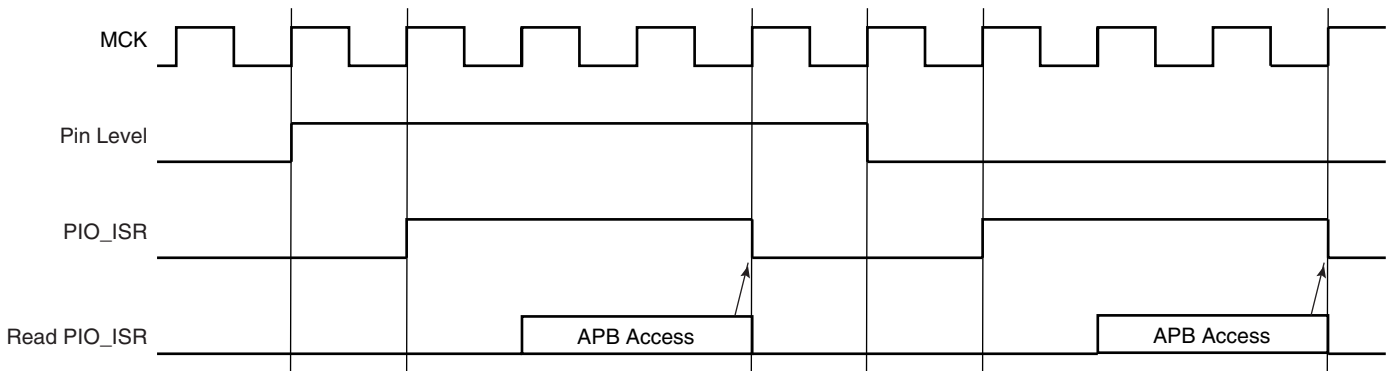 MCK
Pin Level
PIO_ISR
Read PIO_ISR
APB Access
APB Access